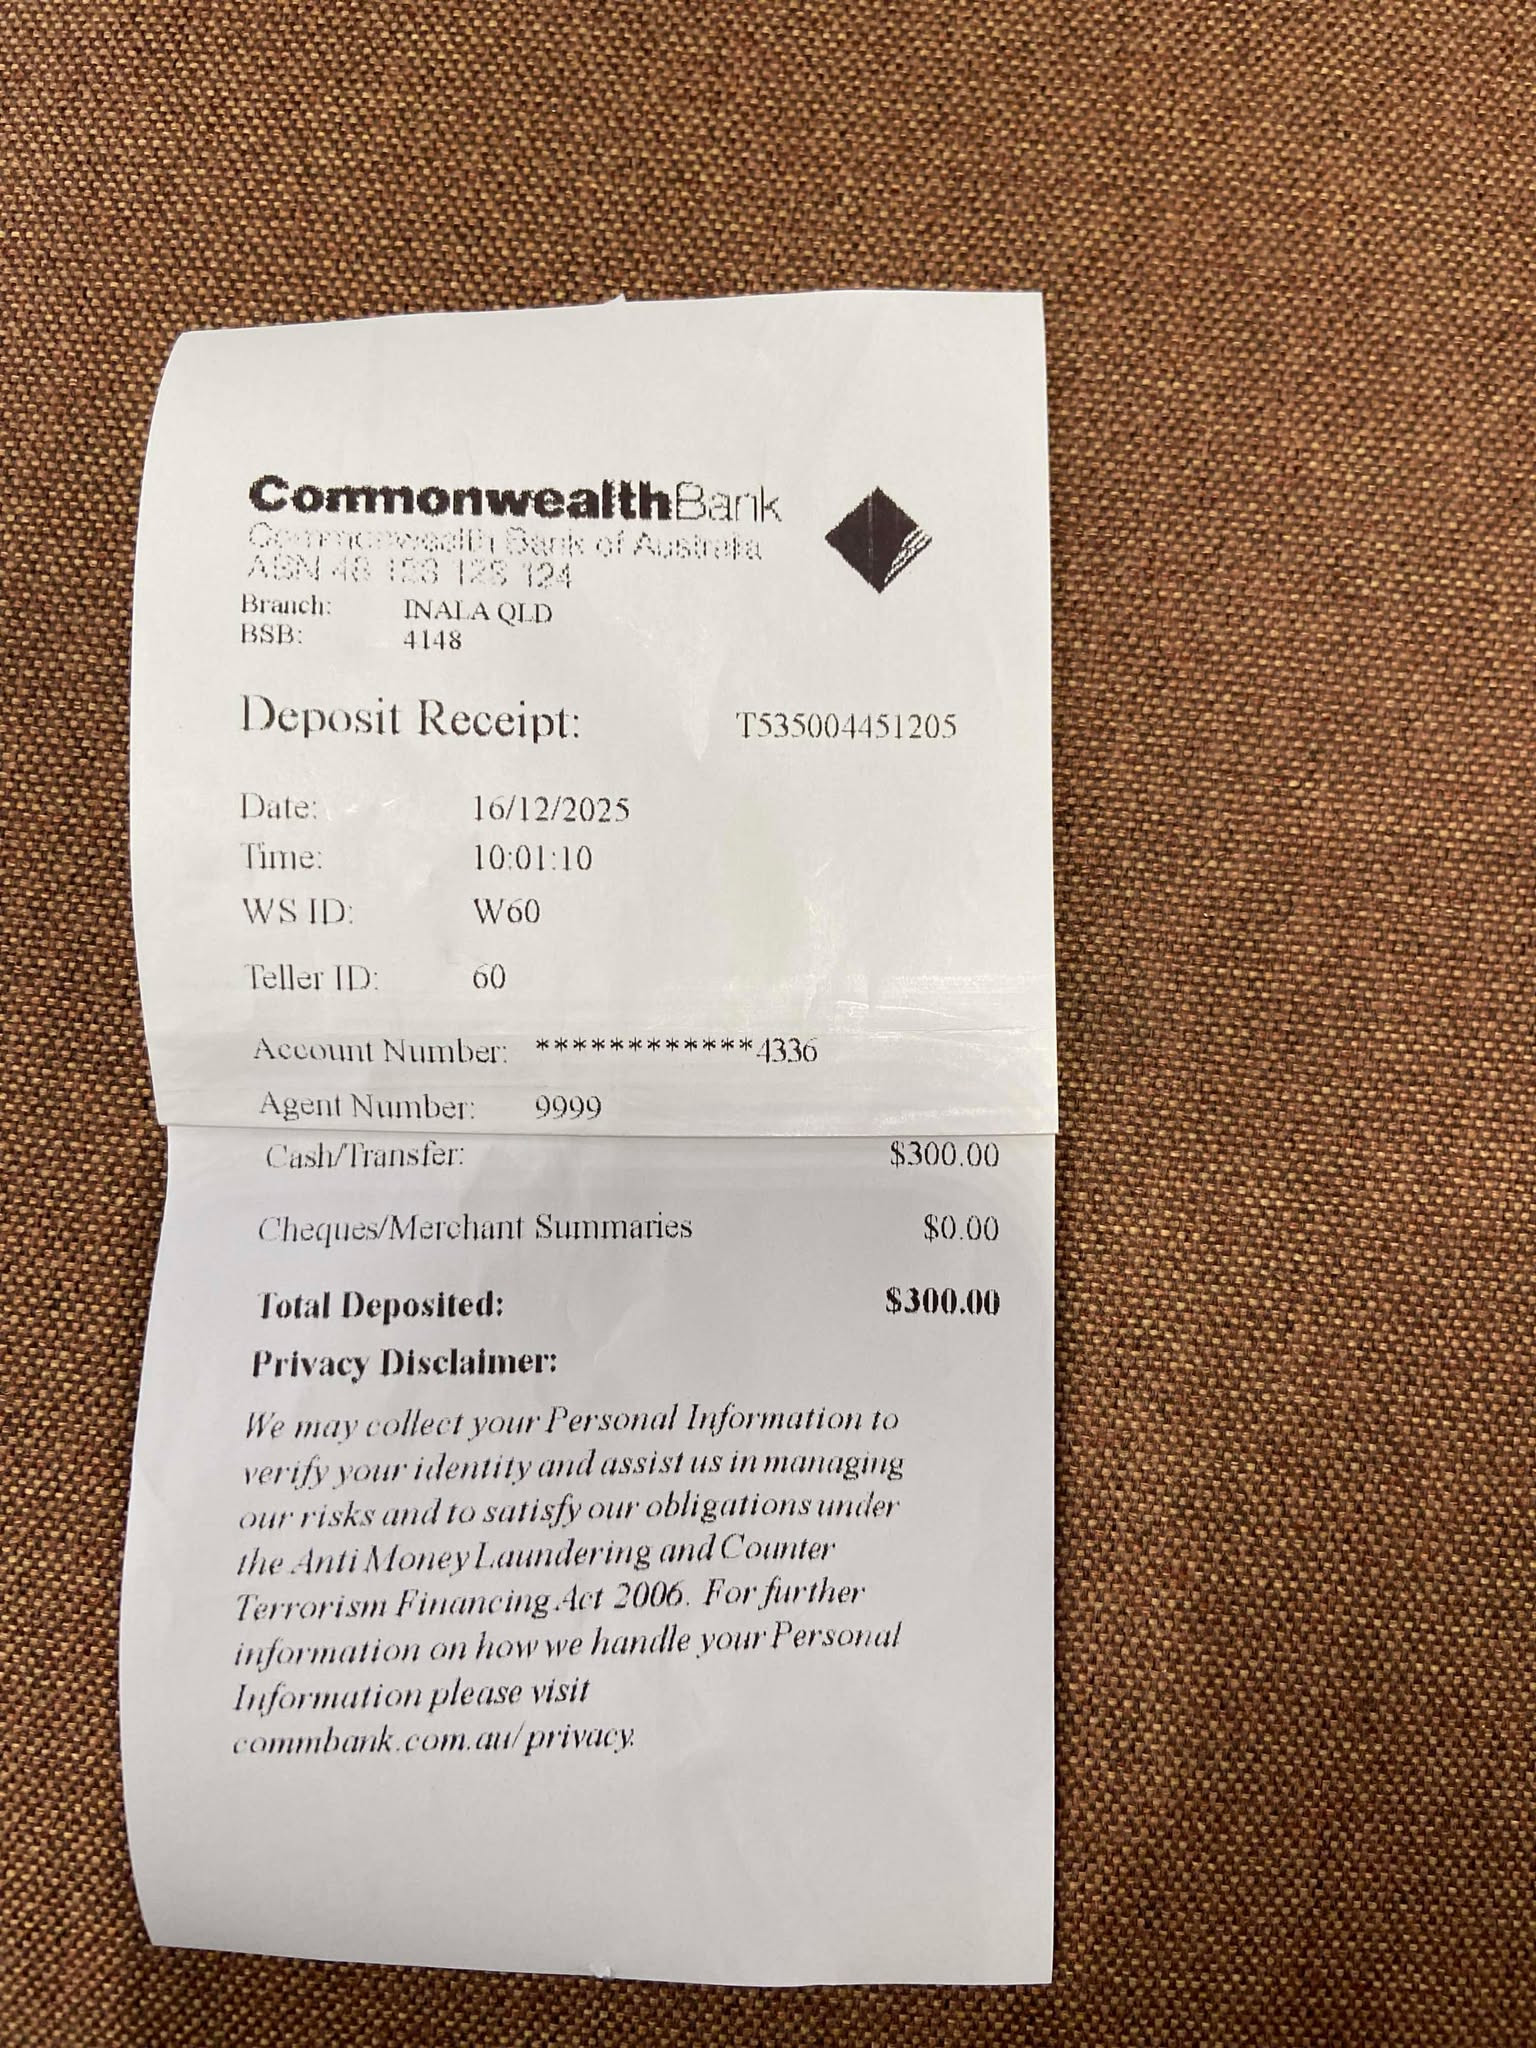 CommonwealthBank
Commonwealth Bank of Australia
ABN 48 123 123 124
Branch: INALA QLD
BSB: 4148
Deposit Receipt: T535004451205
Date: 16/12/2025
Time: 10:01:10
WS ID: W60
Teller ID: 60
Account Number: ************4336
Agent Number: 9999
Cash/Transfer: $300.00
Cheques/Merchant Summaries $0.00
Total Deposited: $300.00
Privacy Disclaimer:
We may collect your Personal Information to
verify your identity and assist us in managing
our risks and to satisfy our obligations under
the Anti Money Laundering and Counter
Terrorism Financing Act 2006. For further
information on how we handle your Personal
Information please visit
commbank.com.au/privacy.